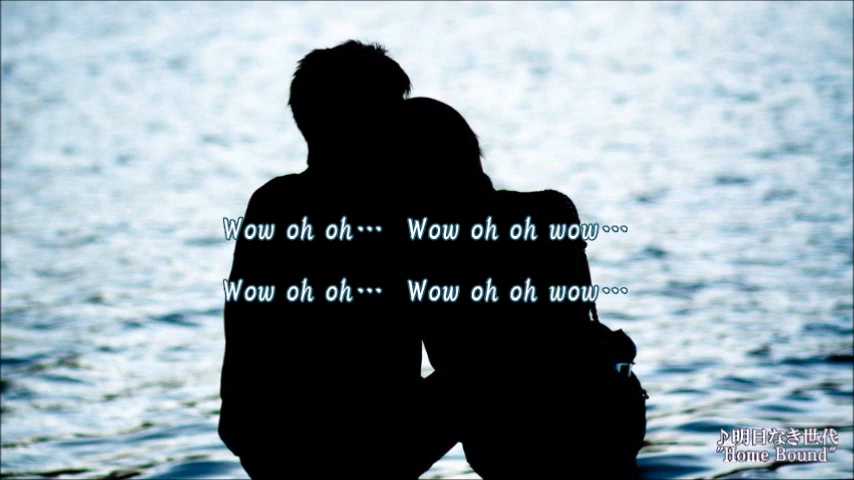 Wow oh oh… Wow oh oh wow…
Wow oh oh… Wow oh oh wow…
♪明日なき世代
"Home Bound"